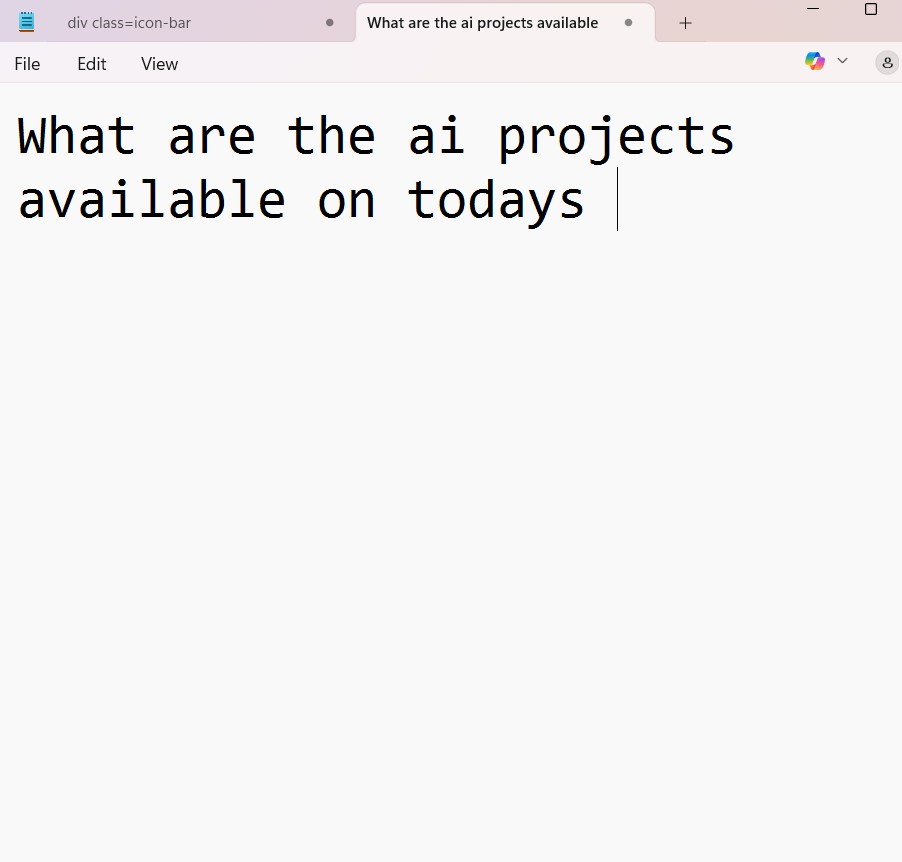 div class=icon-bar
What are the ai projects available
File Edit View
What are the ai projects
available on todays